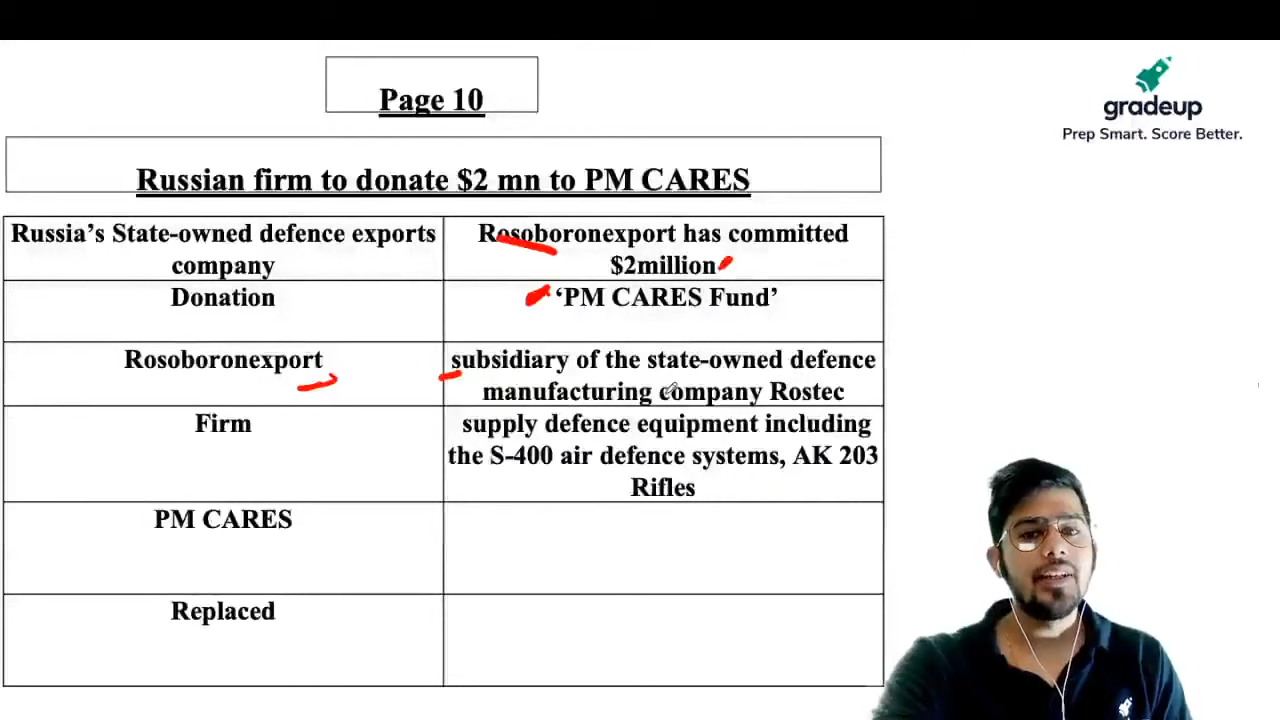 Page 10
gradeup
Prep Smart. Score Better.
Russian firm to donate $2 mn to PM CARES
Russia's State-owned defence exports
company
Rosoboronexport has committed
$2million
Donation
'PM CARES Fund'
Rosoboronexport
subsidiary of the state-owned defence
manufacturing company Rostec
Firm
supply defence equipment including
the S-400 air defence systems, AK 203
Rifles
PM CARES
Replaced